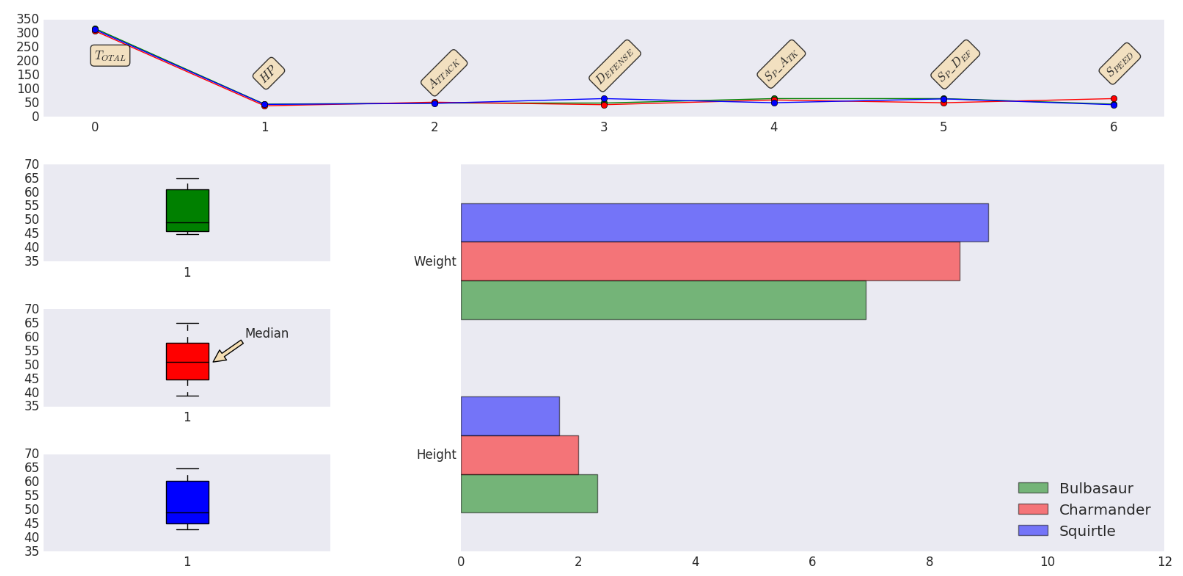 350
300
250
200
150
100
50
0
Total
HP
Attack
Defense
Sp_Atk
Sp_Def
Speed
0 1 2 3 4 5 6
70
65
60
55
50
45
40
35
1
70
65
60
55
50
45
40
35
Median
1
70
65
60
55
50
45
40
35
1
Weight
Height
Bulbasaur
Charmander
Squirtle
0 2 4 6 8 10 12